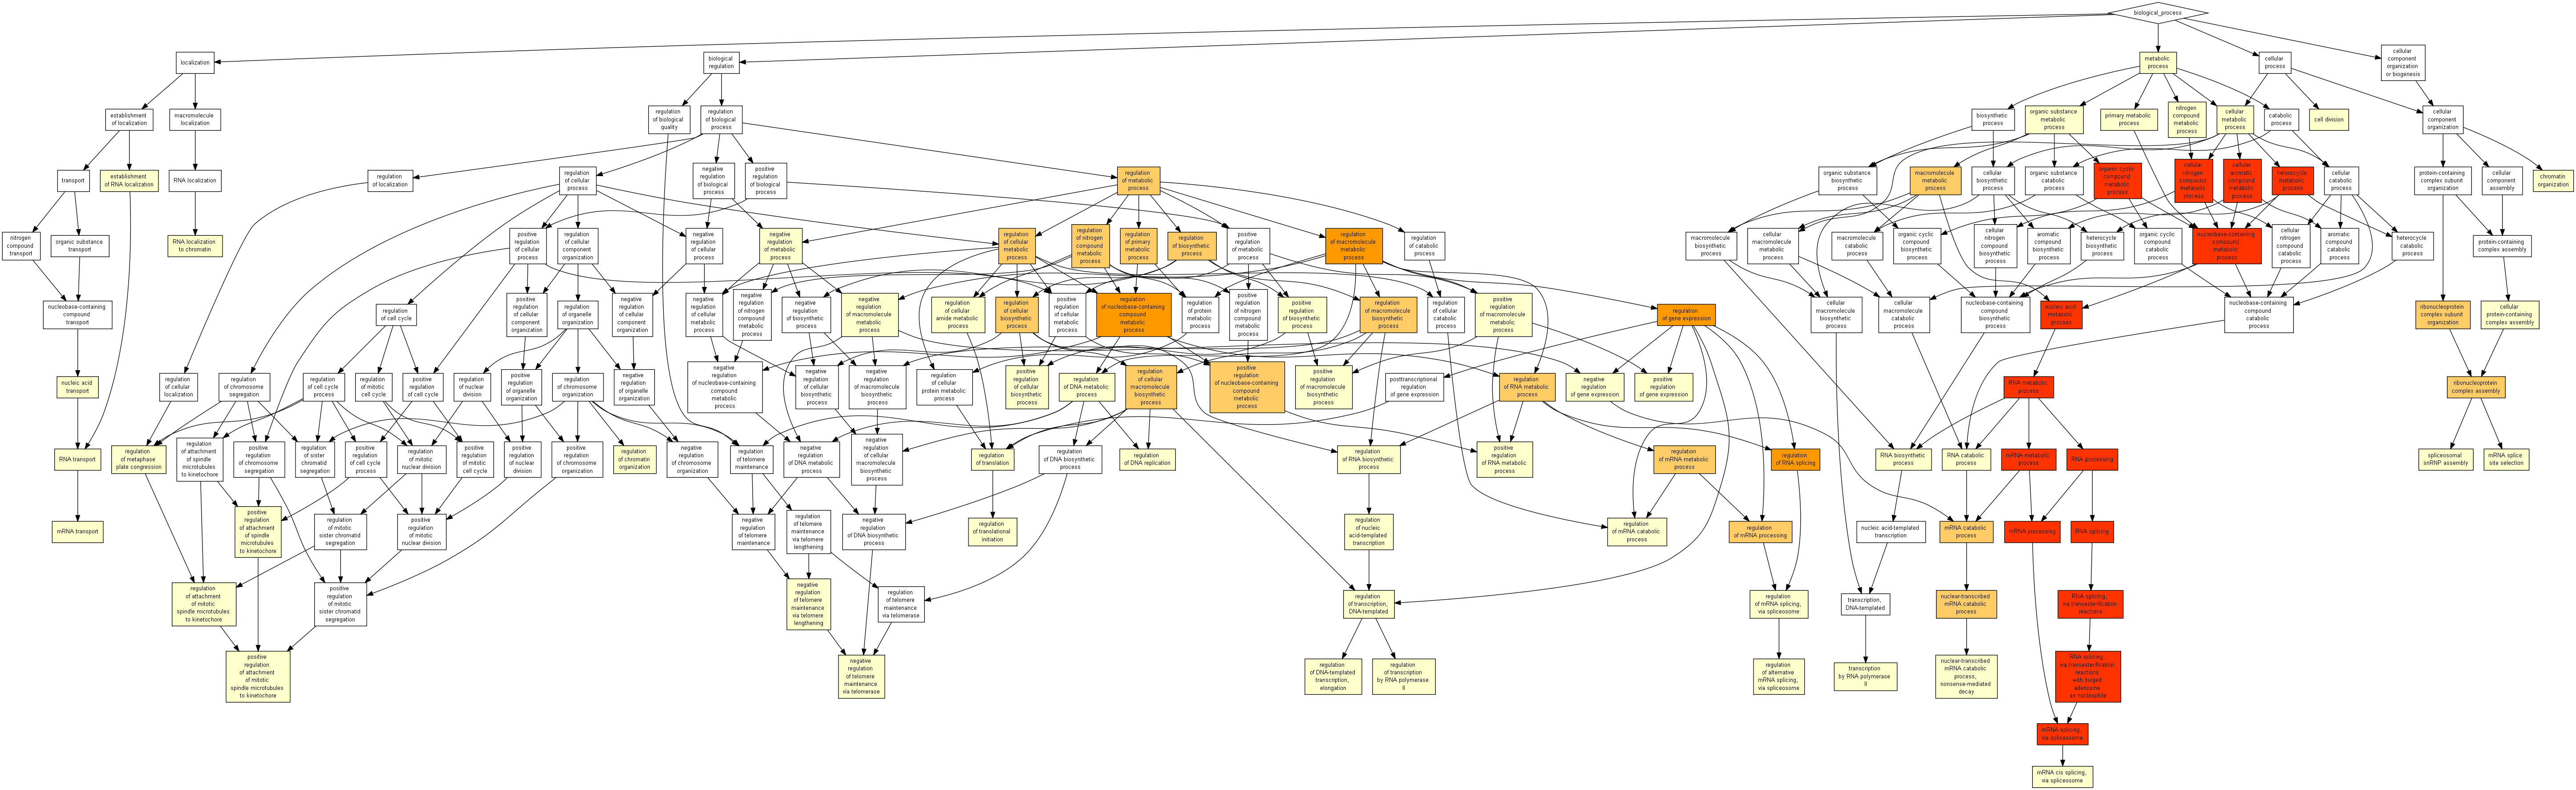 biological_process
localization
biological
regulation
metabolic
process
cellular
process
cellular
component
organization
or biogenesis
establishment
of localization
macromolecule
localization
regulation
of biological
quality
regulation
of biological
process
biosynthetic
process
organic substance
metabolic
process
primary metabolic
process
nitrogen
compound
metabolic
process
cellular
metabolic
process
catabolic
process
cell division
cellular
component
organization
transport
establishment
of RNA localization
RNA localization
regulation
of localization
regulation
of cellular
process
negative
regulation
of biological
process
positive
regulation
of biological
process
regulation
of metabolic
process
organic substance
biosynthetic
process
macromolecule
metabolic
process
cellular
biosynthetic
process
organic substance
catabolic
process
organic cyclic
compound
metabolic
process
cellular
nitrogen
compound
metabolic
process
cellular
aromatic
compound
metabolic
process
heterocycle
metabolic
process
cellular
catabolic
process
protein-containing
complex subunit
organization
cellular
component
assembly
chromatin
organization
nitrogen
compound
transport
organic substance
transport
RNA localization
to chromatin
positive
regulation
of cellular
process
regulation
of cellular
component
organization
negative
regulation
of cellular
process
negative
regulation
of metabolic
process
regulation
of cellular
metabolic
process
regulation
of nitrogen
compound
metabolic
process
regulation
of primary
metabolic
process
regulation
of biosynthetic
process
positive
regulation
of metabolic
process
regulation
of macromolecule
metabolic
process
regulation
of catabolic
process
macromolecule
biosynthetic
process
cellular
macromolecule
metabolic
process
macromolecule
catabolic
process
organic cyclic
compound
biosynthetic
process
cellular
nitrogen
compound
biosynthetic
process
aromatic
compound
biosynthetic
process
heterocycle
biosynthetic
process
organic cyclic
compound
catabolic
process
nucleobase-containing
compound
metabolic
process
cellular
nitrogen
compound
catabolic
process
aromatic
compound
catabolic
process
heterocycle
catabolic
process
protein-containing
complex assembly
nucleobase-containing
compound
transport
regulation
of cell cycle
positive
regulation
of cellular
component
organization
regulation
of organelle
organization
negative
regulation
of cellular
component
organization
negative
regulation
of cellular
metabolic
process
negative
regulation
of nitrogen
compound
metabolic
process
negative
regulation
of biosynthetic
process
negative
regulation
of macromolecule
metabolic
process
regulation
of cellular
amide metabolic
process
regulation
of cellular
biosynthetic
process
positive
regulation
of cellular
metabolic
process
regulation
of nucleobase-containing
compound
metabolic
process
regulation
of protein
metabolic
process
positive
regulation
of nitrogen
compound
metabolic
process
positive
regulation
of biosynthetic
process
regulation
of macromolecule
biosynthetic
process
regulation
of cellular
catabolic
process
positive
regulation
of macromolecule
metabolic
process
regulation
of gene expression
cellular
macromolecule
biosynthetic
process
cellular
macromolecule
catabolic
process
nucleobase-containing
compound
biosynthetic
process
nucleic acid
metabolic
process
nucleobase-containing
compound
catabolic
process
ribonucleoprotein
complex subunit
organization
cellular
protein-containing
complex assembly
nucleic acid
transport
regulation
of cellular
localization
regulation
of chromosome
segregation
regulation
of cell cycle
process
regulation
of mitotic
cell cycle
positive
regulation
of cell cycle
regulation
of nuclear
division
positive
regulation
of organelle
organization
regulation
of chromosome
organization
negative
regulation
of organelle
organization
negative
regulation
of nucleobase-containing
compound
metabolic
process
negative
regulation
of cellular
biosynthetic
process
negative
regulation
of macromolecule
biosynthetic
process
regulation
of cellular
protein metabolic
process
positive
regulation
of cellular
biosynthetic
process
regulation
of DNA metabolic
process
regulation
of cellular
macromolecule
biosynthetic
process
positive
regulation
of nucleobase-containing
compound
metabolic
process
positive
regulation
of macromolecule
biosynthetic
process
posttranscriptional
regulation
of gene expression
regulation
of RNA metabolic
process
negative
regulation
of gene expression
positive
regulation
of gene expression
RNA metabolic
process
ribonucleoprotein
complex assembly
RNA transport
regulation
of metaphase
plate congression
regulation
of attachment
of spindle
microtubules
to kinetochore
positive
regulation
of chromosome
segregation
regulation
of sister
chromatid
segregation
positive
regulation
of cell cycle
process
regulation
of mitotic
nuclear division
positive
regulation
of mitotic
cell cycle
positive
regulation
of nuclear
division
positive
regulation
of chromosome
organization
regulation
of chromatin
organization
negative
regulation
of chromosome
organization
regulation
of telomere
maintenance
negative
regulation
of DNA metabolic
process
negative
regulation
of cellular
macromolecule
biosynthetic
process
regulation
of translation
regulation
of DNA biosynthetic
process
regulation
of DNA replication
regulation
of RNA biosynthetic
process
positive
regulation
of RNA metabolic
process
regulation
of mRNA metabolic
process
regulation
of RNA splicing
RNA biosynthetic
process
RNA catabolic
process
mRNA metabolic
process
RNA processing
spliceosomal
snRNP assembly
mRNA splice
site selection
mRNA transport
positive
regulation
of attachment
of spindle
microtubules
to kinetochore
regulation
of mitotic
sister chromatid
segregation
positive
regulation
of mitotic
nuclear division
negative
regulation
of telomere
maintenance
regulation
of telomere
maintenance
via telomere
lengthening
negative
regulation
of DNA biosynthetic
process
regulation
of translational
initiation
regulation
of nucleic
acid-templated
transcription
regulation
of mRNA catabolic
process
regulation
of mRNA processing
nucleic acid-templated
transcription
mRNA catabolic
process
mRNA processing
RNA splicing
regulation
of attachment
of mitotic
spindle microtubules
to kinetochore
positive
regulation
of mitotic
sister chromatid
segregation
negative
regulation
of telomere
maintenance
via telomere
lengthening
regulation
of telomere
maintenance
via telomerase
regulation
of transcription,
DNA-templated
regulation
of mRNA splicing,
via spliceosome
transcription,
DNA-templated
nuclear-transcribed
mRNA catabolic
process
RNA splicing,
via transesterification
reactions
positive
regulation
of attachment
of mitotic
spindle microtubules
to kinetochore
negative
regulation
of telomere
maintenance
via telomerase
regulation
of DNA-templated
transcription,
elongation
regulation
of transcription
by RNA polymerase
II
regulation
of alternative
mRNA splicing,
via spliceosome
transcription
by RNA polymerase
II
nuclear-transcribed
mRNA catabolic
process,
nonsense-mediated
decay
RNA splicing,
via transesterification
reactions
with bulged
adenosine
as nucleophile
mRNA splicing,
via spliceosome
mRNA cis splicing,
via spliceosome